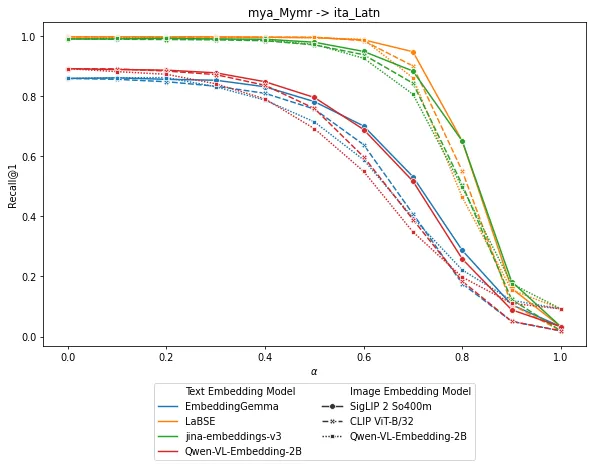 mya_Mymr -> ita_Latn
Recall@1
1.0
0.8
0.6
0.4
0.2
0.0
0.0 0.2 0.4 0.6 0.8 1.0
α
Text Embedding Model
EmbeddingGemma
LaBSE
jina-embeddings-v3
Qwen-VL-Embedding-2B
Image Embedding Model
SigLIP 2 So400m
CLIP ViT-B/32
Qwen-VL-Embedding-2B